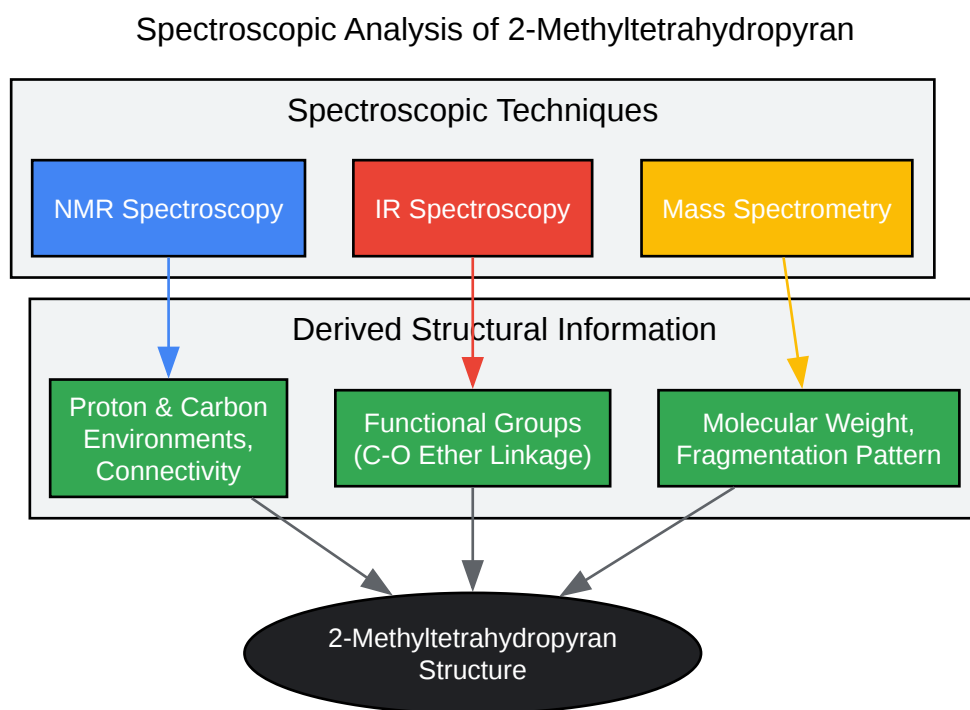 Spectroscopic Analysis of 2-Methyltetrahydropyran
Spectroscopic Techniques
NMR Spectroscopy
IR Spectroscopy
Mass Spectrometry
Derived Structural Information
Proton & Carbon
Environments,
Connectivity
Functional Groups
(C-O Ether Linkage)
Molecular Weight,
Fragmentation Pattern
2-Methyltetrahydropyran
Structure